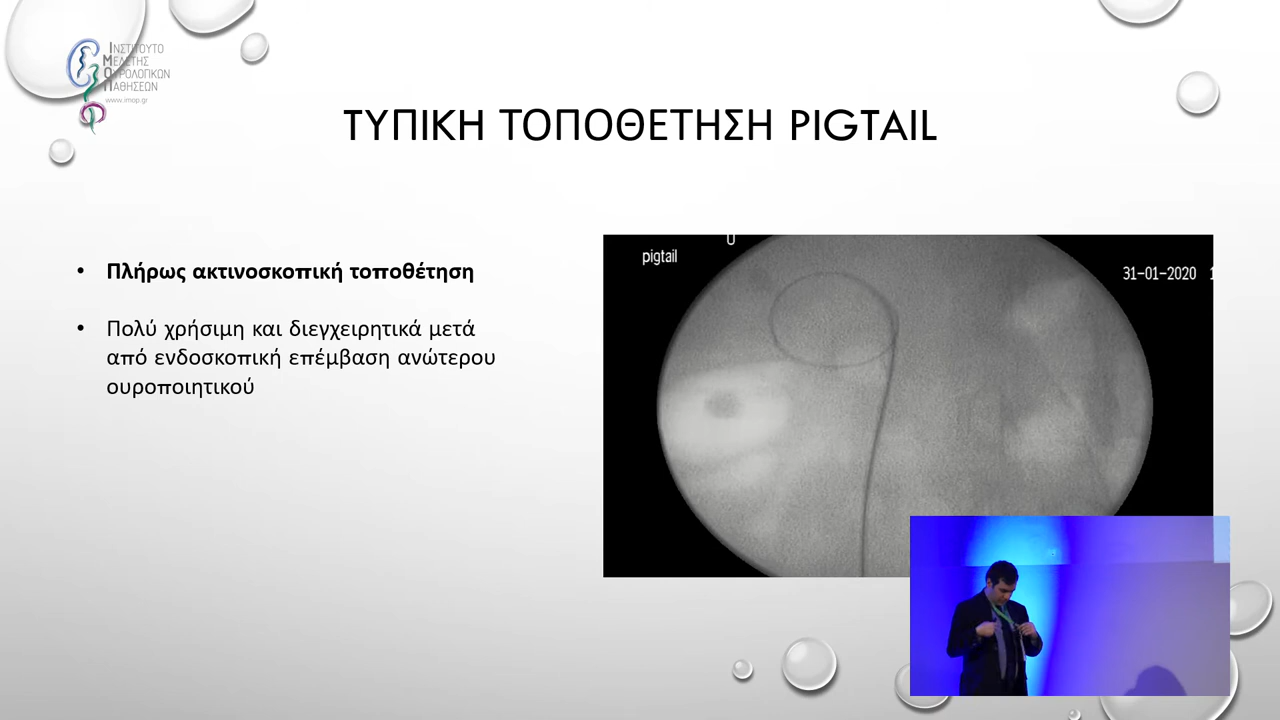 ΙΝΣΤΙΤΟΥΤΟ
ΜΕΛΕΤΗΣ
ΟΥΡΟΛΟΓΙΚΩΝ
ΠΑΘΗΣΕΩΝ
www.imop.gr
ΤΥΠΙΚΗ ΤΟΠΟΘΕΤΗΣΗ PIGTAIL
• Πλήρως ακτινοσκοπική τοποθέτηση
• Πολύ χρήσιμη και διεγχειρητικά μετά
από ενδοσκοπική επέμβαση ανώτερου
ουροποιητικού
pigtail
31-01-2020